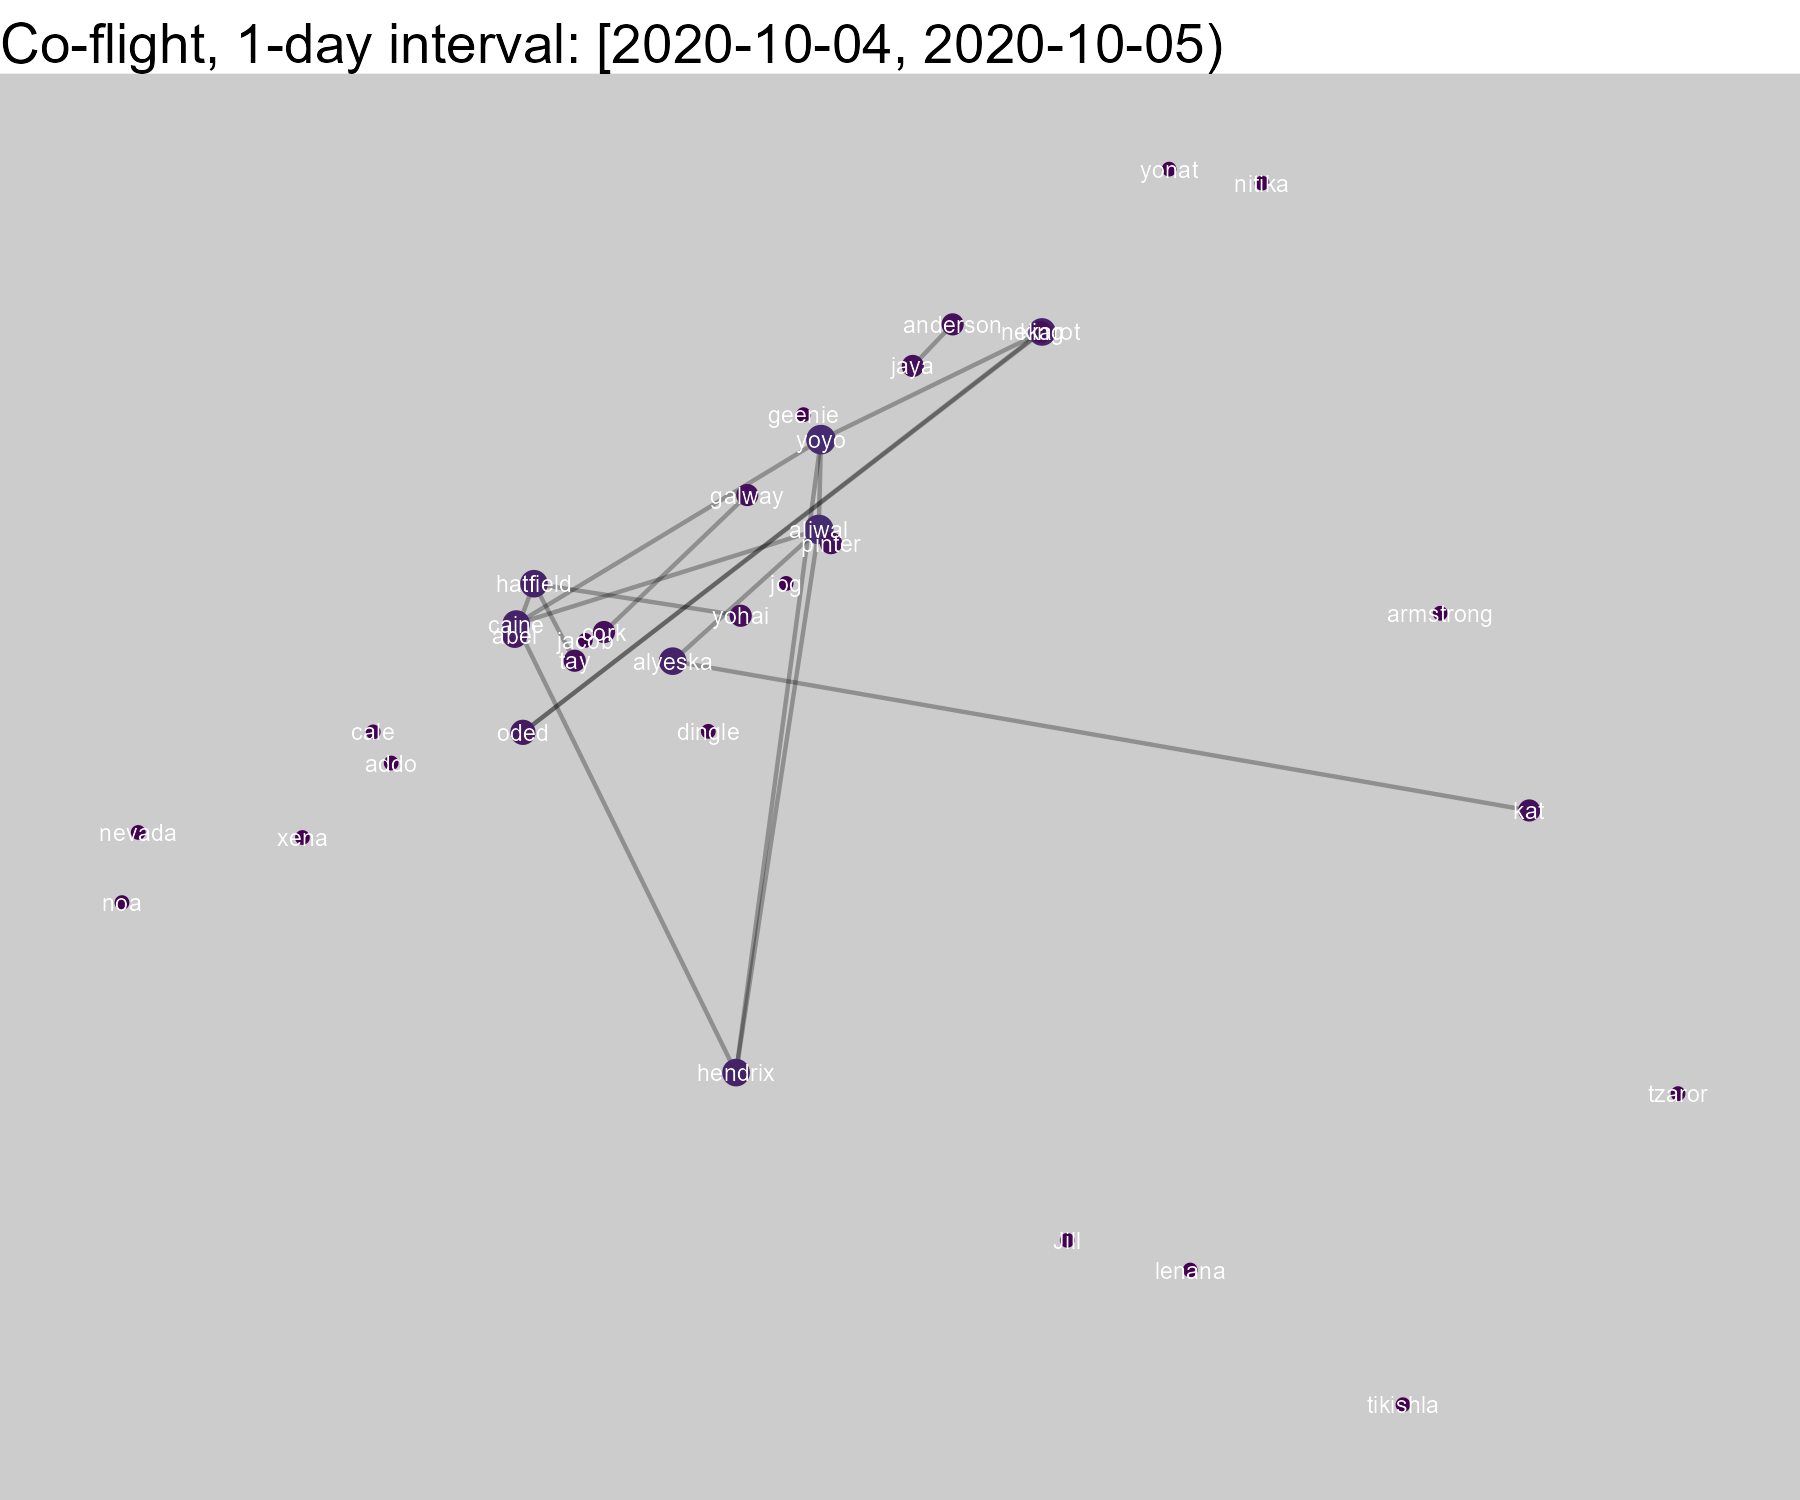 Co-flight, 1-day interval: [2020-10-04, 2020-10-05)
yonat
nitika
anderson
jaya
geenie
yoyo
galway
aliwal
pinter
hatfield
jog
armstrong
yohai
caine
abel
cork
jacob
tay
alyeska
cale
oded
dingle
addo
kat
nevada
xena
noa
hendrix
tzaror
Jill
lenana
tikishla